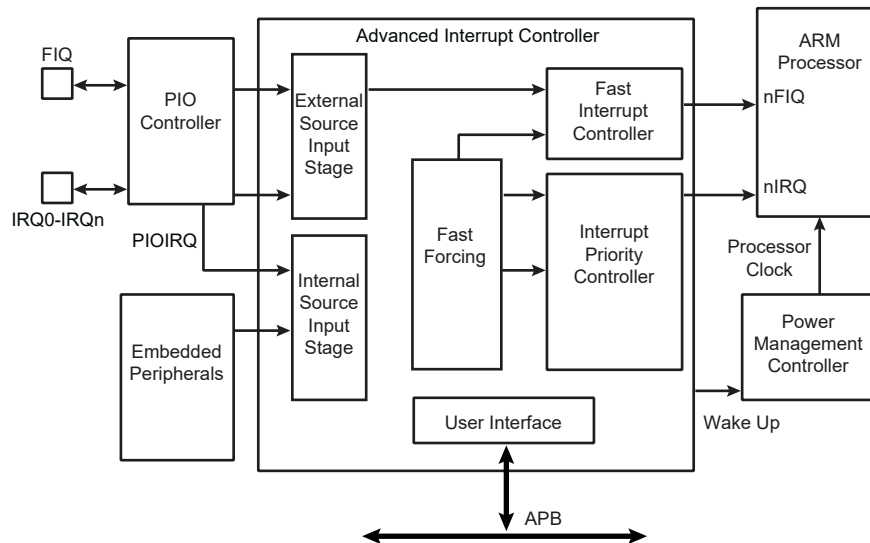 FIQ
IRQ0-IRQn
PIO
Controller
PIOIRQ
Embedded
Peripherals
Advanced Interrupt Controller
External
Source
Input
Stage
Internal
Source
Input
Stage
Fast
Forcing
Fast
Interrupt
Controller
Interrupt
Priority
Controller
User Interface
APB
ARM
Processor
nFIQ
nIRQ
Processor
Clock
Power
Management
Controller
Wake Up